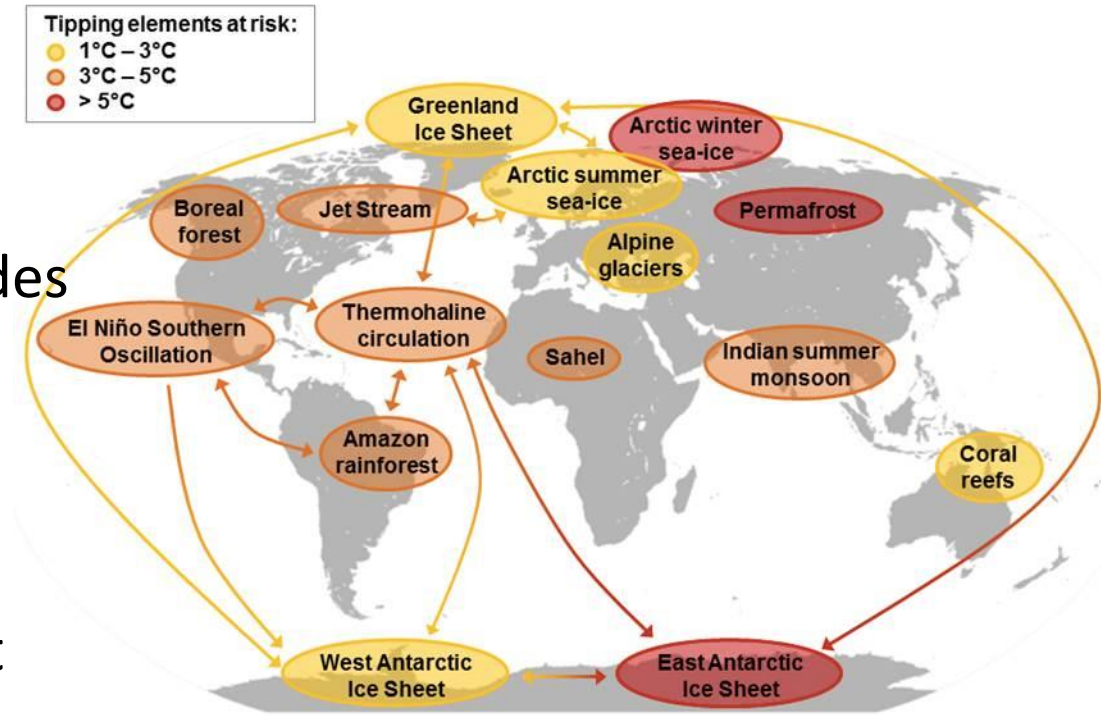 Tipping elements at risk:
1°C – 3°C
3°C – 5°C
> 5°C
Greenland
Ice Sheet
Arctic winter
sea-ice
Arctic summer
sea-ice
Boreal
forest
Jet Stream
Permafrost
Alpine
glaciers
des
El Niño Southern
Oscillation
Thermohaline
circulation
Sahel
Indian summer
monsoon
Amazon
rainforest
Coral
reefs
t
West Antarctic
Ice Sheet
East Antarctic
Ice Sheet